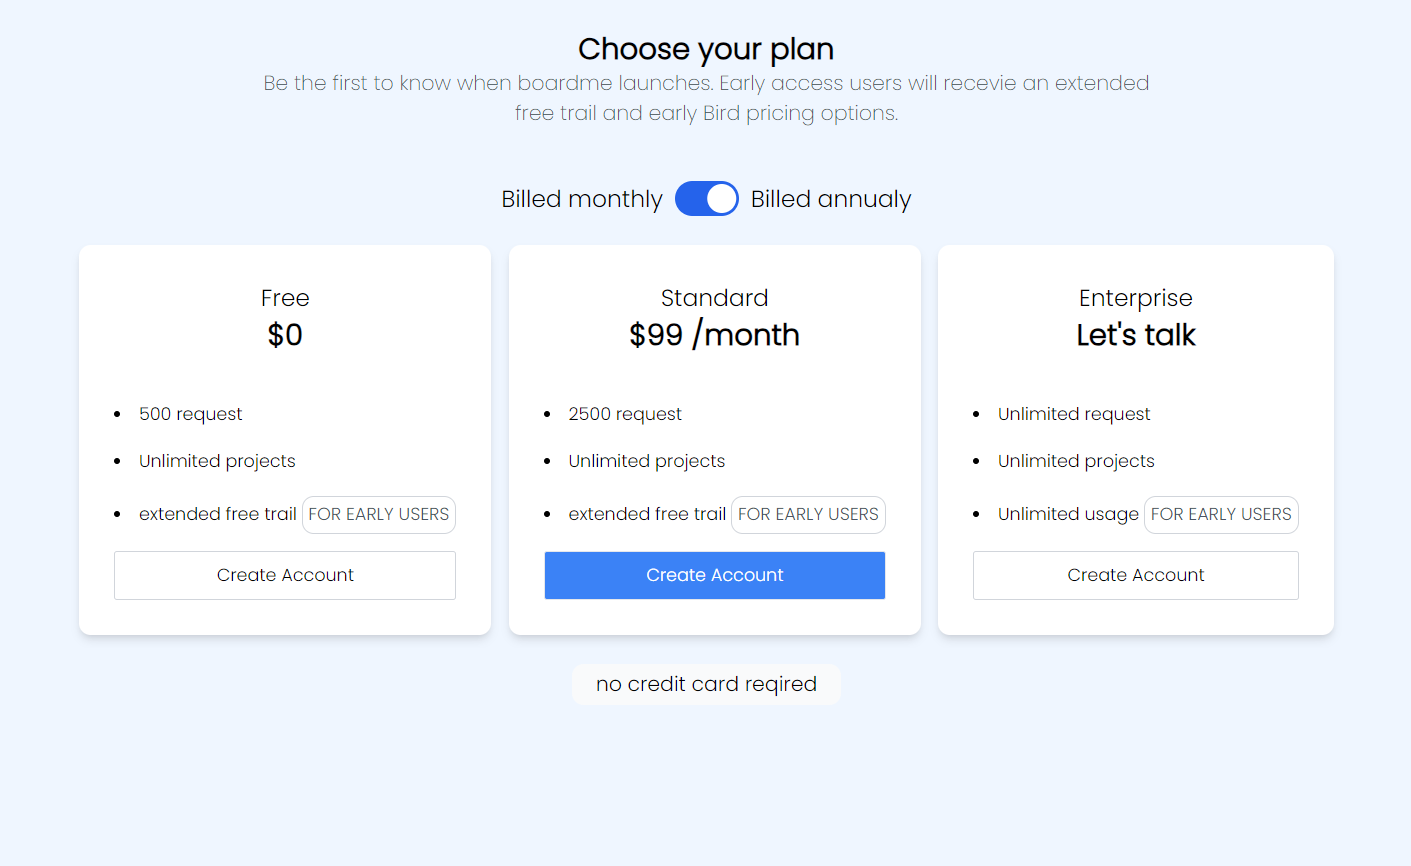 Choose your plan
Be the first to know when boardme launches. Early access users will recevie an extended
free trail and early Bird pricing options.
Billed monthly Billed annualy
Free
$0
500 request
Unlimited projects
extended free trail FOR EARLY USERS
Create Account
Standard
$99 /month
2500 request
Unlimited projects
extended free trail FOR EARLY USERS
Create Account
Enterprise
Let's talk
Unlimited request
Unlimited projects
Unlimited usage FOR EARLY USERS
Create Account
no credit card reqired